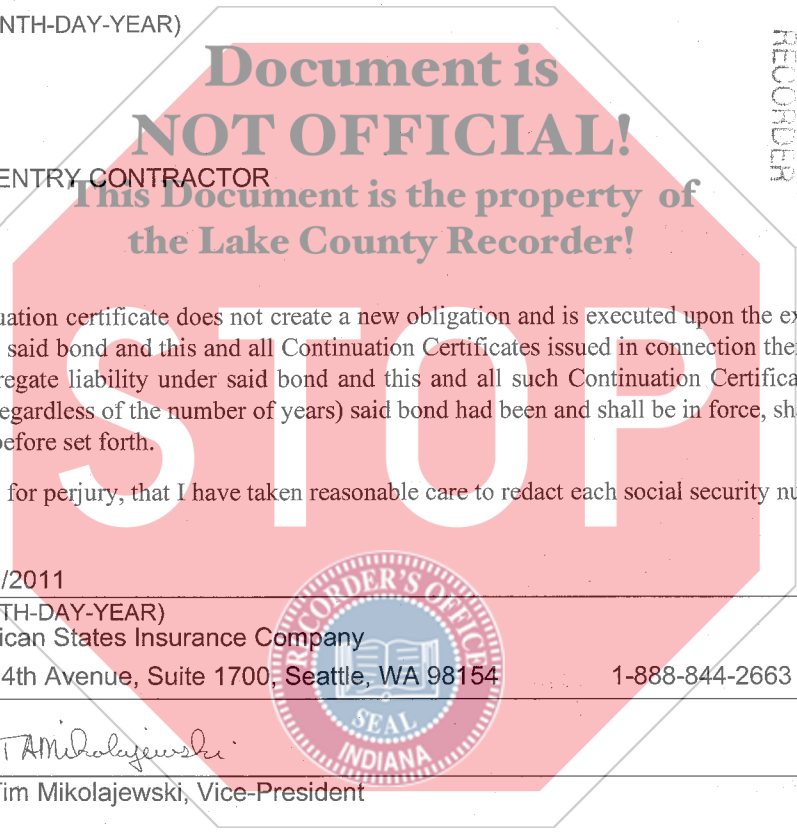 NTH-DAY-YEAR)
RECORDER
Document is
NOT OFFICIAL!
ENTRY CONTRACTOR
This Document is the property of
the Lake County Recorder!
uation certificate does not create a new obligation and is executed upon the ex
said bond and this and all Continuation Certificates issued in connection the
regate liability under said bond and this and all such Continuation Certifica
egardless of the number of years) said bond had been and shall be in force, sh
before set forth.
for perjury, that I have taken reasonable care to redact each social security nu
STOP
/2011
TH-DAY-YEAR)
ican States Insurance Company
4th Avenue, Suite 1700, Seattle, WA 98154 1-888-844-2663
RECORDER'S OFFICE
SEAL
INDIANA
TAMikolajewski
Tim Mikolajewski, Vice-President